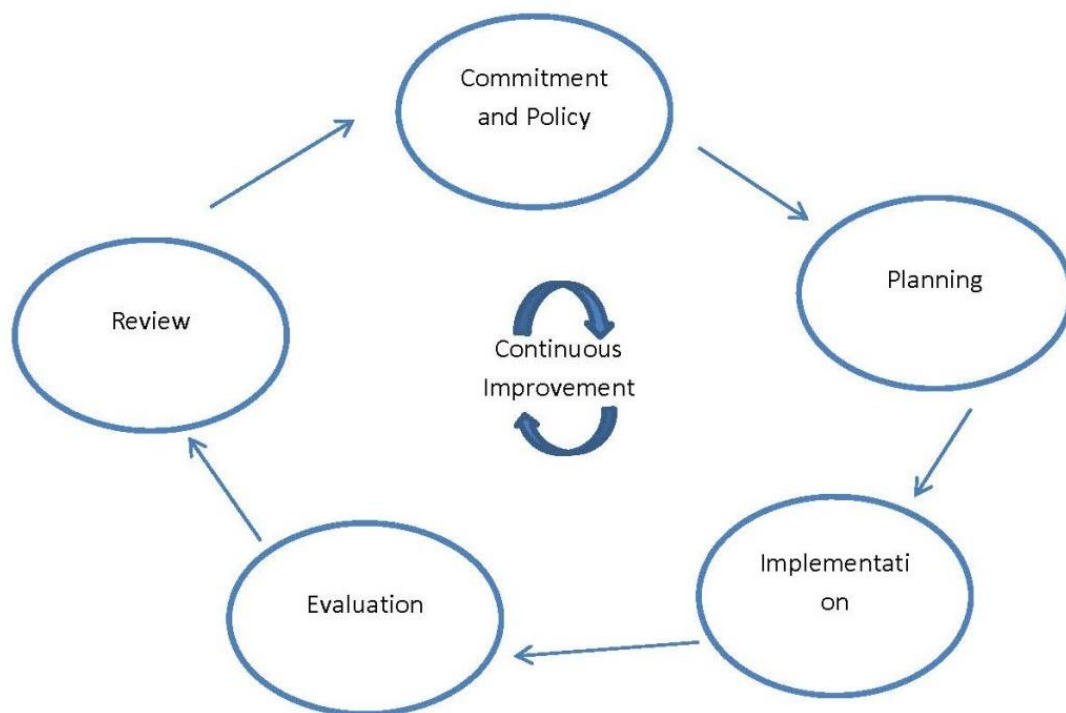 Commitment
and Policy
Planning
Review
Continuous
Improvement
Implementati
on
Evaluation